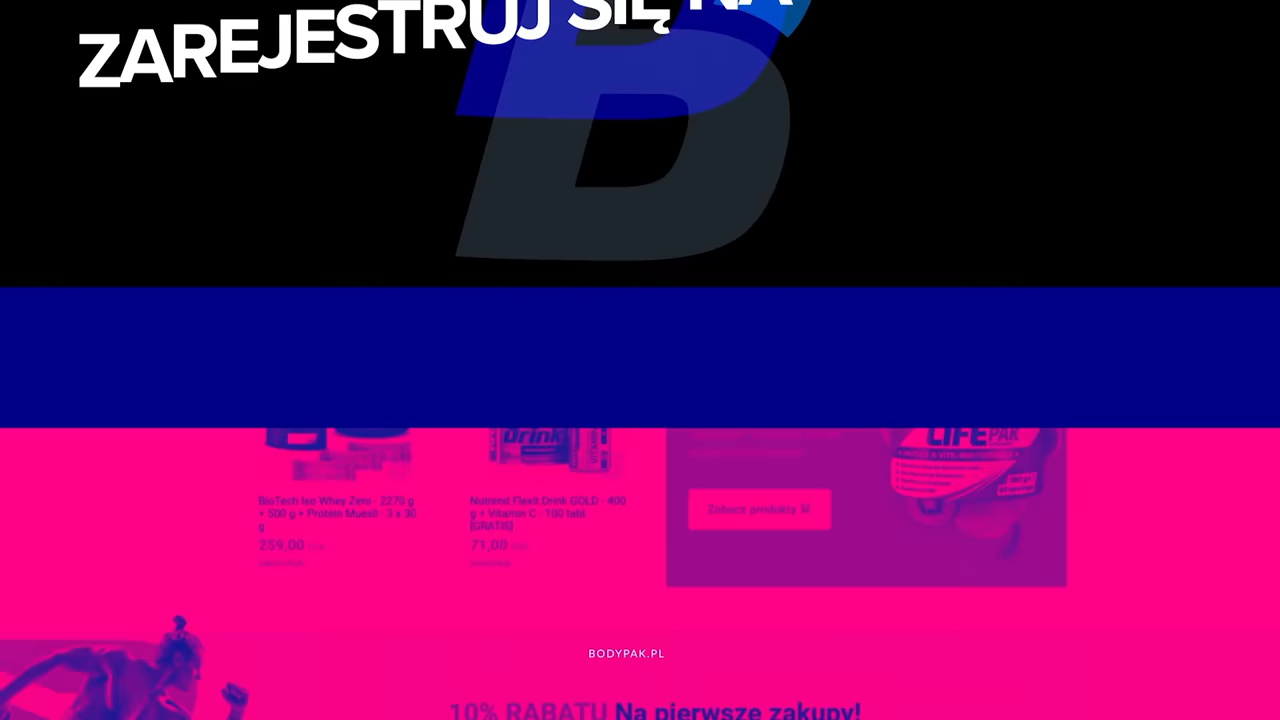 ZAREJESTRUJ SIĘ NA
B
Drink
LIFE PAK
BioTech Iso Whey Zero - 2270 g
+ 500 g + Protein Muesli - 3 x 30
g
259,00
Nutrend Flexit Drink GOLD - 400
g + Vitamin C - 100 tabl
[GRATIS]
71,00
Zobacz produkty
BODYPAK.PL
10% RABATU Na pierwsze zakupy!